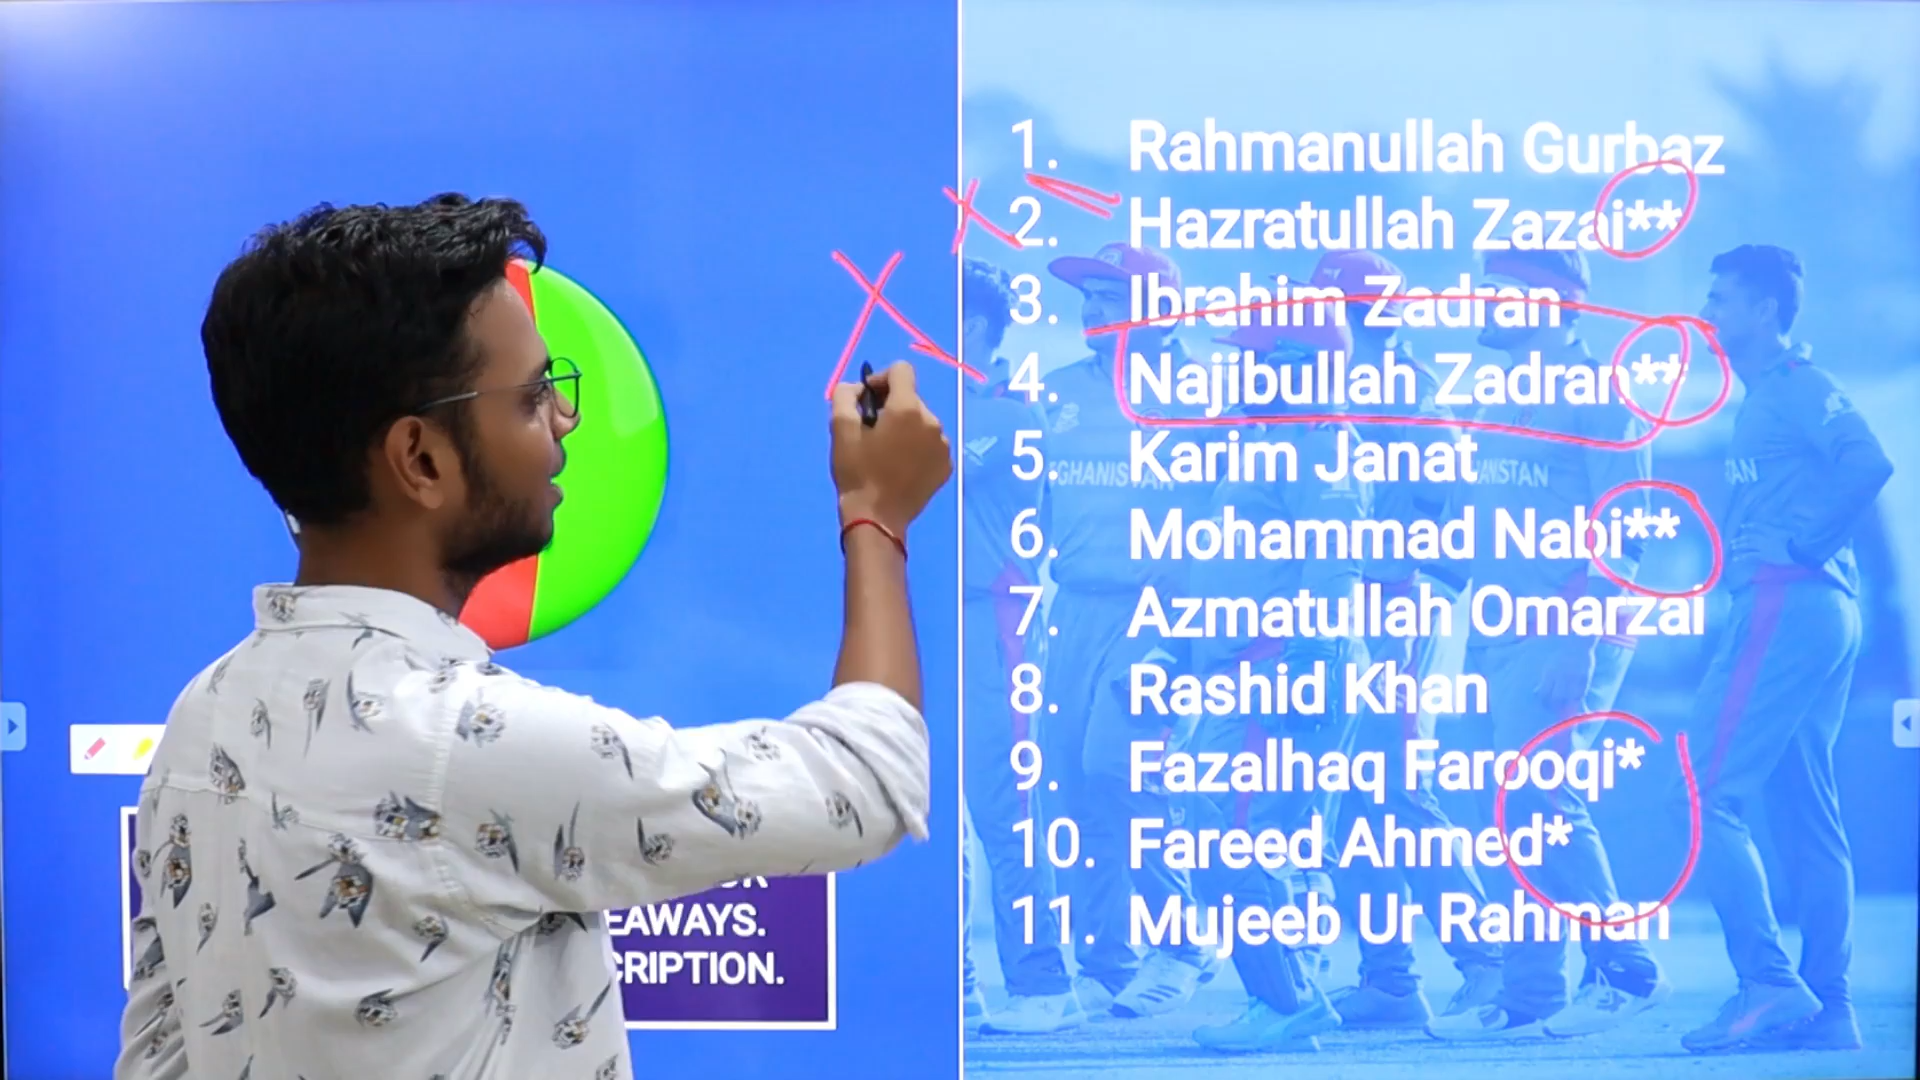 1. Rahmanullah Gurbaz
2. Hazratullah Zazai**
3. Ibrahim Zadran
4. Najibullah Zadran**
5. Karim Janat
6. Mohammad Nabi**
7. Azmatullah Omarzai
8. Rashid Khan
9. Fazalhaq Farooqi*
10. Fareed Ahmed*
11. Mujeeb Ur Rahman
EAWAYS.
CRIPTION.